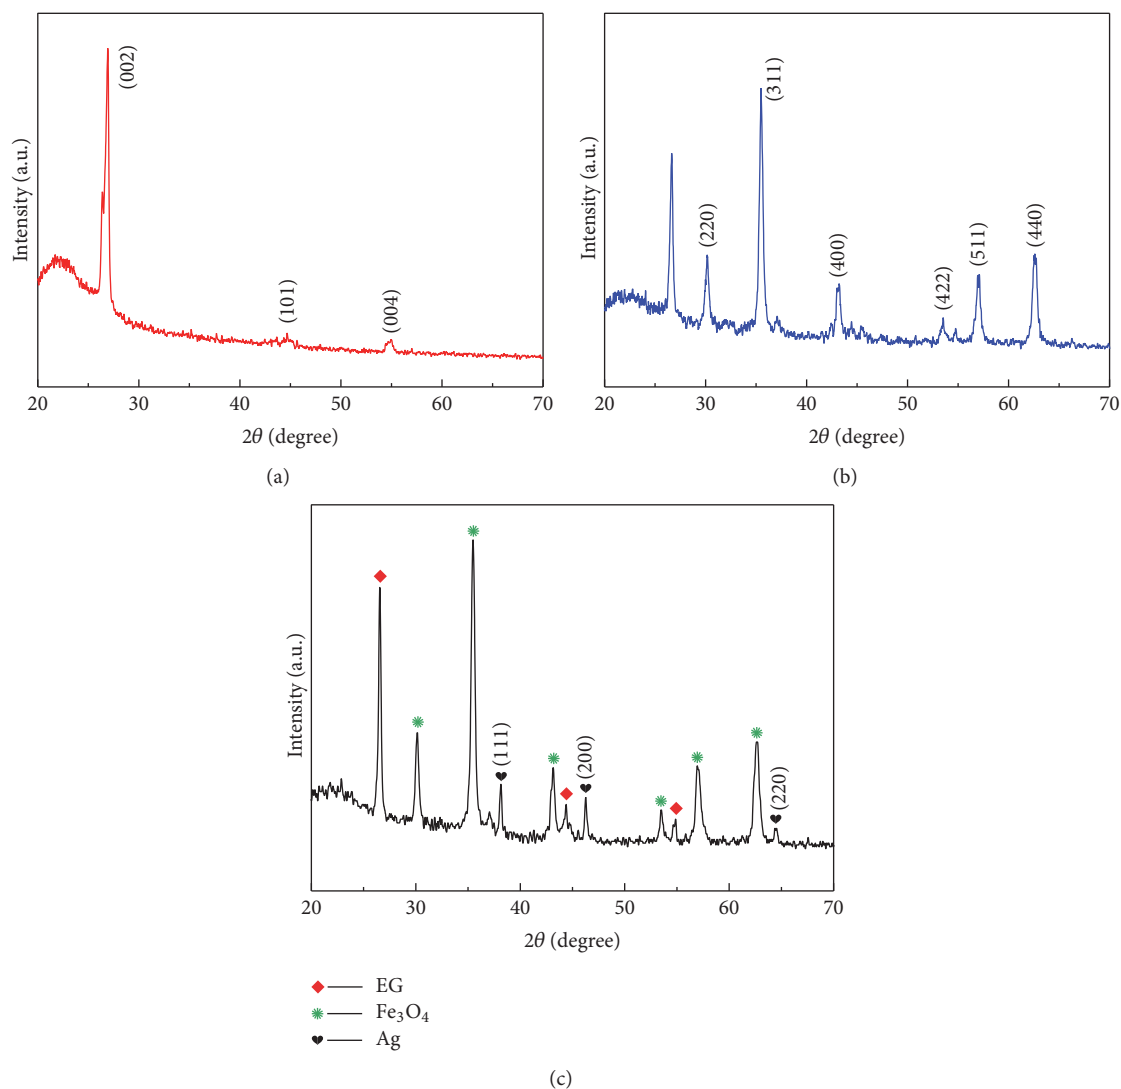 (002)
(101)
(004)
Intensity (a.u.)
20 30 40 50 60 70
2θ (degree)
(a)
(220)
(311)
(400)
(422)
(511)
(440)
Intensity (a.u.)
20 30 40 50 60 70
2θ (degree)
(b)
(111)
(200)
(220)
Intensity (a.u.)
20 30 40 50 60 70
2θ (degree)
EG
Fe₃O₄
Ag
(c)